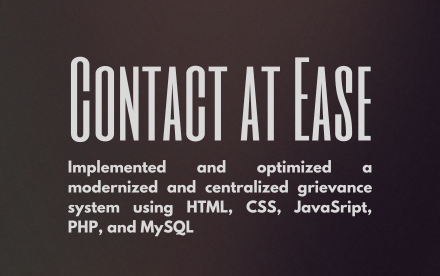 Contact at Ease
Implemented and optimized a
modernized and centralized grievance
system using HTML, CSS, JavaSript,
PHP, and MySQL